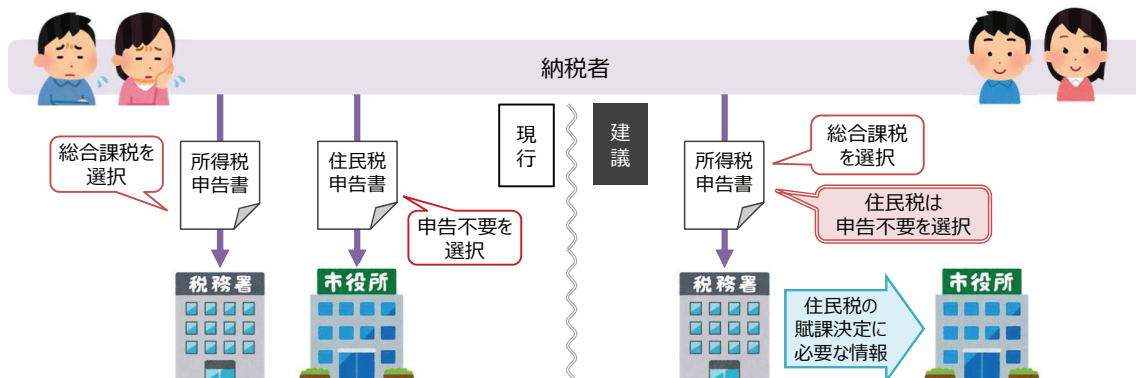 納税者
現行
建議
総合課税を
選択
所得税
申告書
住民税
申告書
申告不要を
選択
税務署
市役所
所得税
申告書
総合課税
を選択
住民税は
申告不要を選択
税務署
住民税の
賦課決定に
必要な情報
市役所